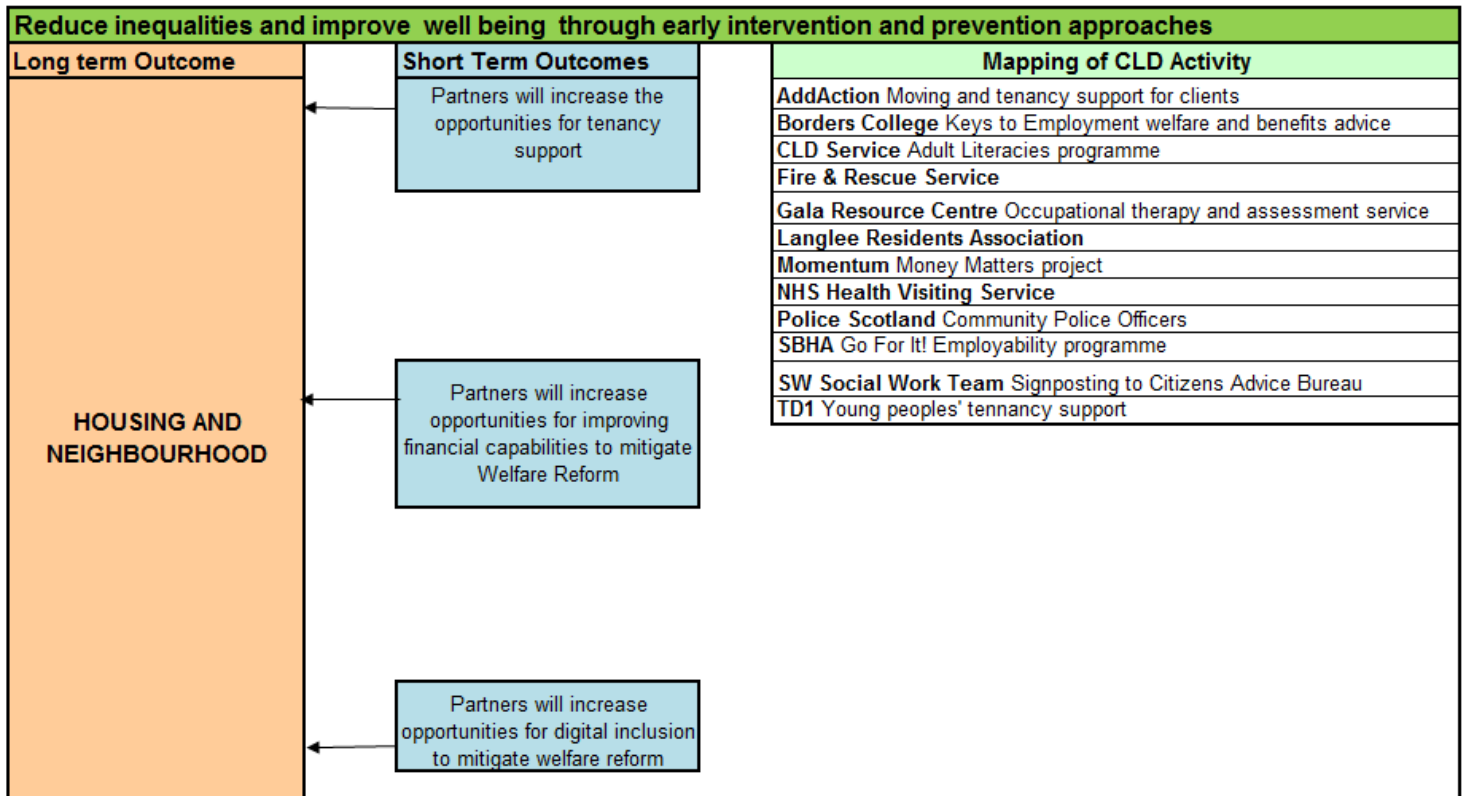 Reduce inequalities and improve well being through early intervention and prevention approaches
Long term Outcome
HOUSING AND
NEIGHBOURHOOD
Short Term Outcomes
Partners will increase the
opportunities for tenancy
support
Partners will increase
opportunities for improving
financial capabilities to mitigate
Welfare Reform
Partners will increase
opportunities for digital inclusion
to mitigate welfare reform
Mapping of CLD Activity
AddAction Moving and tenancy support for clients
Borders College Keys to Employment welfare and benefits advice
CLD Service Adult Literacies programme
Fire & Rescue Service
Gala Resource Centre Occupational therapy and assessment service
Langlee Residents Association
Momentum Money Matters project
NHS Health Visiting Service
Police Scotland Community Police Officers
SBHA Go For It! Employability programme
SW Social Work Team Signposting to Citizens Advice Bureau
TD1 Young peoples' tennancy support